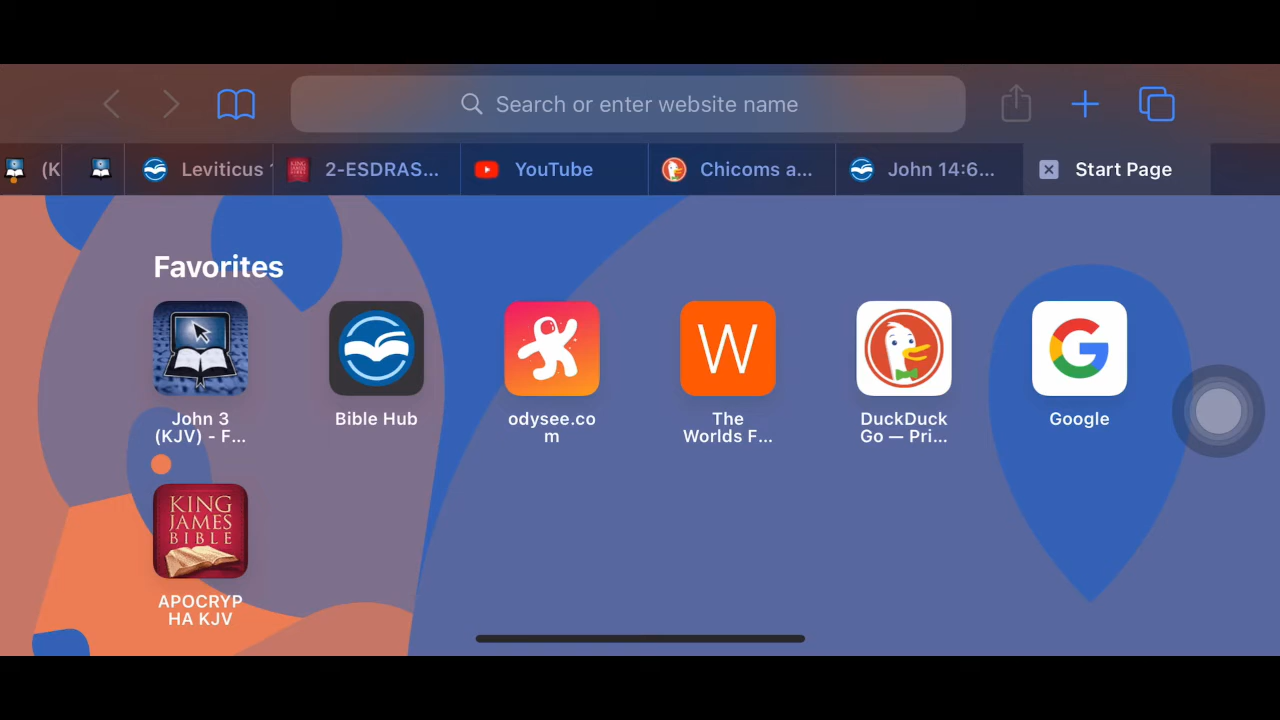 Search or enter website name
(K
Leviticus
2-ESDRAS...
YouTube
Chicoms a...
John 14:6...
Start Page
Favorites
John 3
(KJV) - F...
Bible Hub
odysee.co
m
W
The
Worlds F...
DuckDuck
Go — Pri...
Google
KING
JAMES
BIBLE
APOCRYP
HA KJV